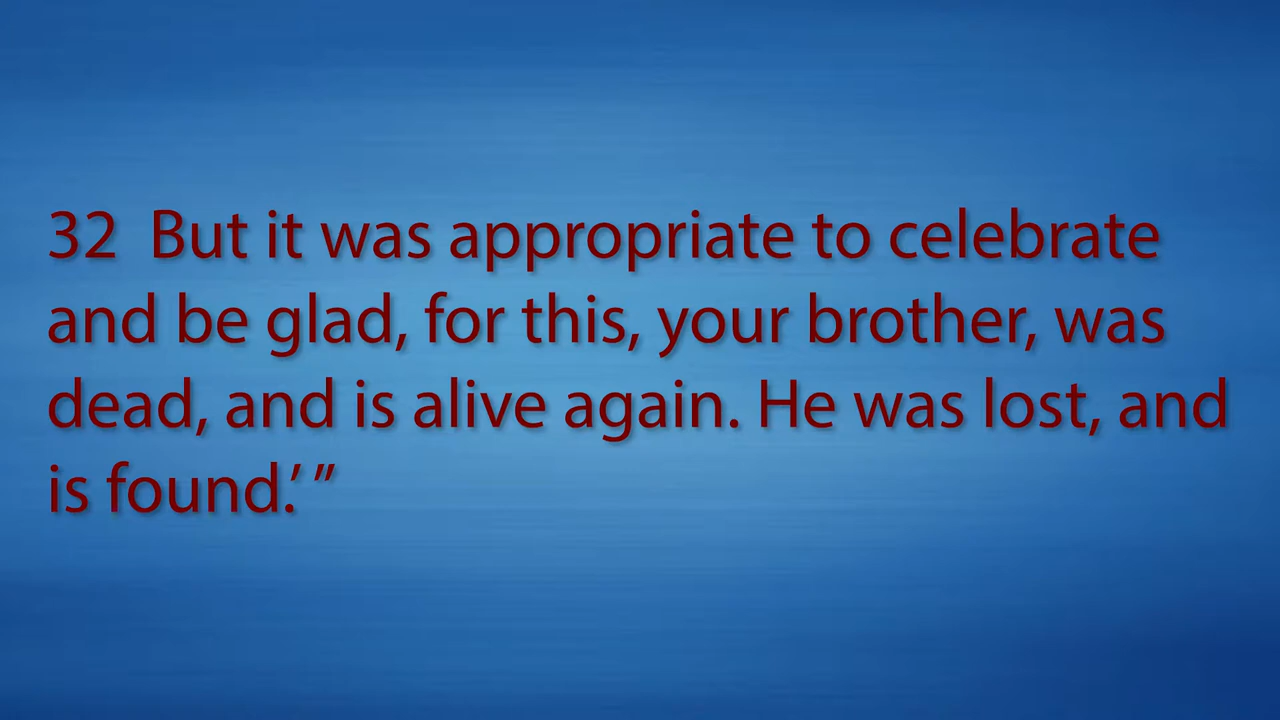 32  But it was appropriate to celebrate
and be glad, for this, your brother, was
dead, and is alive again. He was lost, and
is found.’ ”